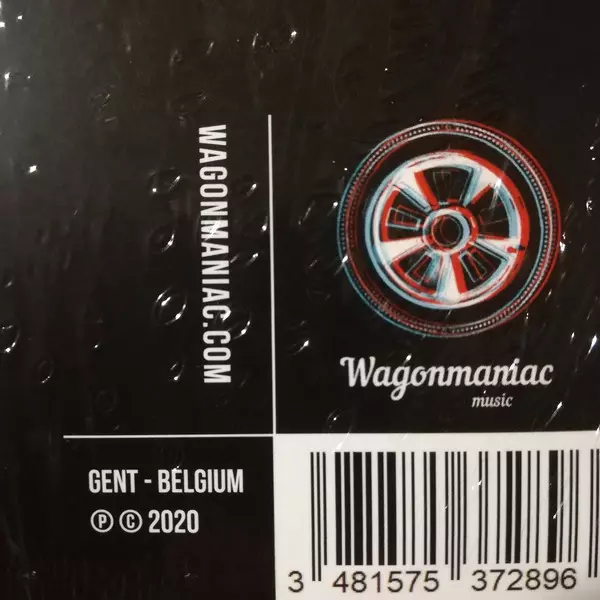 WAGONMANIAC.COM
Wagonmaniac
music
GENT - BELGIUM
Ⓟ © 2020
3 481575 372896